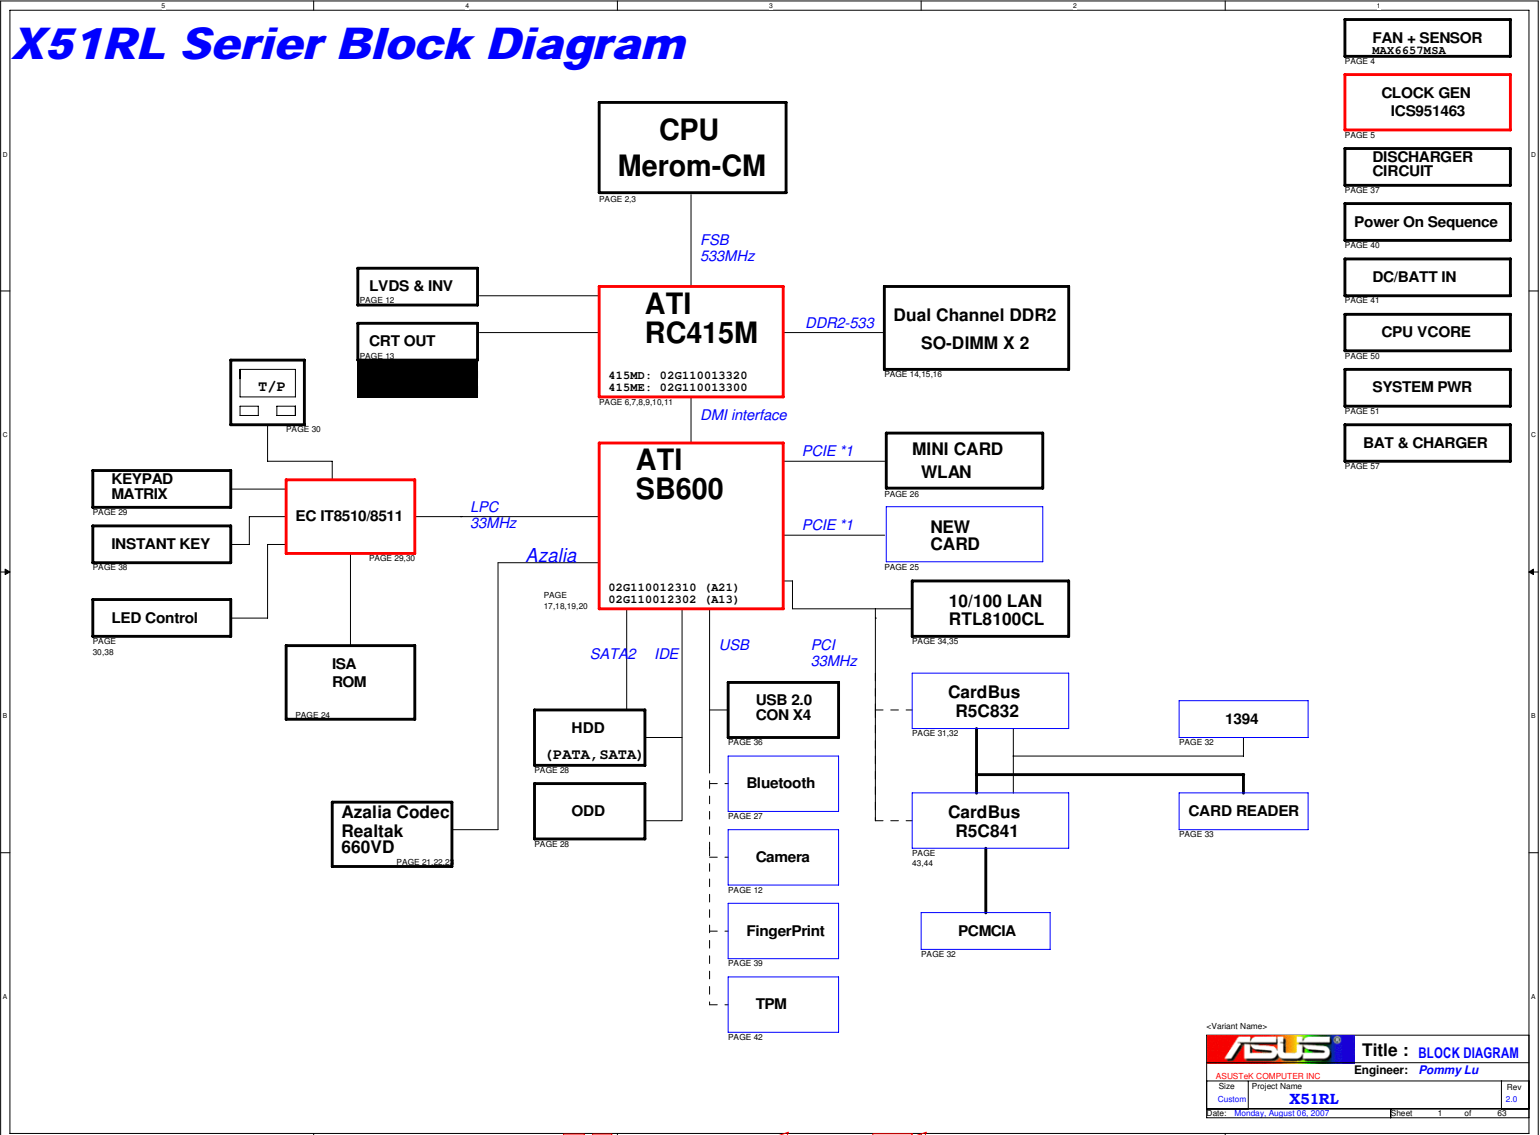 5 4 3 2 1
X51RL Serier Block Diagram
FAN + SENSOR
MAX6657MSA
PAGE 4
CLOCK GEN
ICS951463
PAGE 5
DISCHARGER
CIRCUIT
PAGE 37
Power On Sequence
PAGE 40
DC/BATT IN
PAGE 41
CPU VCORE
PAGE 50
SYSTEM PWR
PAGE 51
BAT & CHARGER
PAGE 57
D D
CPU
Merom-CM
PAGE 2,3
FSB
533MHz
LVDS & INV
PAGE 12
CRT OUT
PAGE 13
ATI
RC415M
415MD: 02G110013320
415ME: 02G110013300
PAGE 6,7,8,9,10,11
DDR2-533
Dual Channel DDR2
SO-DIMM X 2
PAGE 14,15,16
DMI interface
T/P
PAGE 30
C C
KEYPAD
MATRIX
PAGE 29
INSTANT KEY
PAGE 38
LED Control
PAGE
30,38
EC IT8510/8511
PAGE 29,30
ISA
ROM
PAGE 24
LPC
33MHz
Azalia
ATI
SB600
02G110012310 (A21)
02G110012302 (A13)
PAGE
17,18,19,20
PCIE *1
MINI CARD
WLAN
PAGE 26
PCIE *1
NEW
CARD
PAGE 25
10/100 LAN
RTL8100CL
PAGE 34,35
SATA2 IDE USB
PCI
33MHz
B B
HDD
(PATA,SATA)
PAGE 28
ODD
PAGE 28
Azalia Codec
Realtak
660VD
PAGE 21,22,23
USB 2.0
CON X4
PAGE 36
Bluetooth
PAGE 27
Camera
PAGE 12
FingerPrint
PAGE 39
TPM
PAGE 42
CardBus
R5C832
PAGE 31,32
1394
PAGE 32
CardBus
R5C841
PAGE
43,44
CARD READER
PAGE 33
PCMCIA
PAGE 32
A A
<Variant Name>
ASUS®
ASUSTeK COMPUTER INC
Title : BLOCK DIAGRAM
Engineer: Pommy Lu
Size Project Name Rev
Custom X51RL 2.0
Date: Monday, August 06, 2007 Sheet 1 of 63